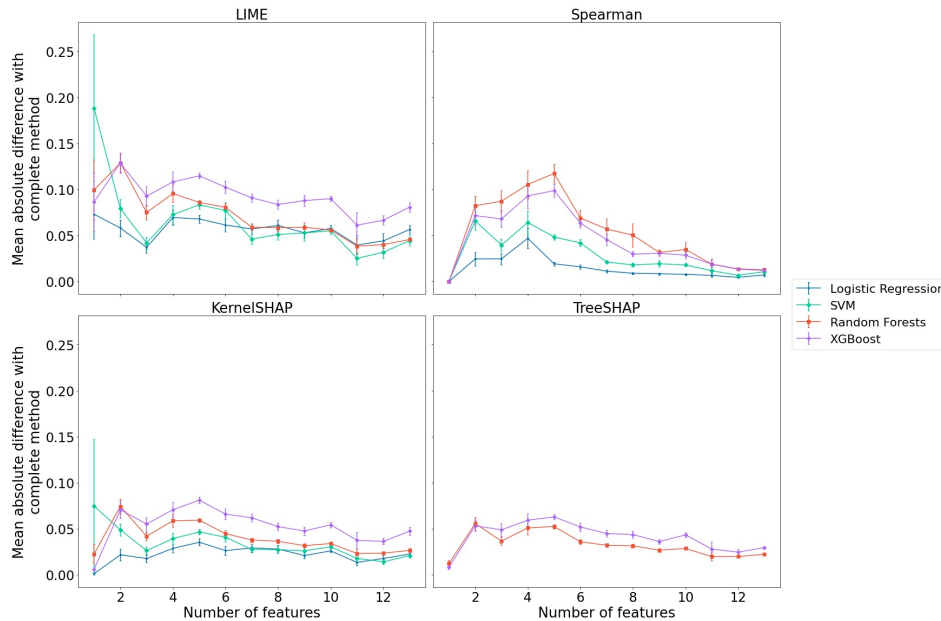 LIME
Spearman
Mean absolute difference with
complete method
0.25
0.20
0.15
0.10
0.05
0.00
KernelSHAP
TreeSHAP
Mean absolute difference with
complete method
0.25
0.20
0.15
0.10
0.05
0.00
2 4 6 8 10 12
2 4 6 8 10 12
Number of features
Number of features
Logistic Regression
SVM
Random Forests
XGBoost